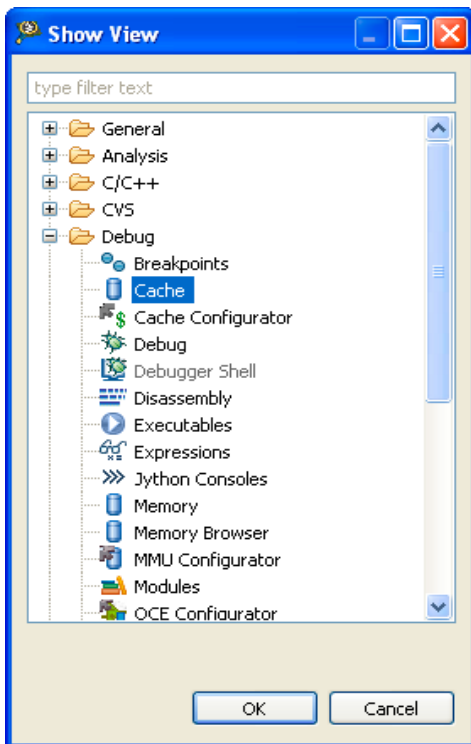 Show View
type filter text
General
Analysis
C/C++
CVS
Debug
Breakpoints
Cache
Cache Configurator
Debug
Debugger Shell
Disassembly
Executables
Expressions
Jython Consoles
Memory
Memory Browser
MMU Configurator
Modules
OCE Configurator
OK
Cancel